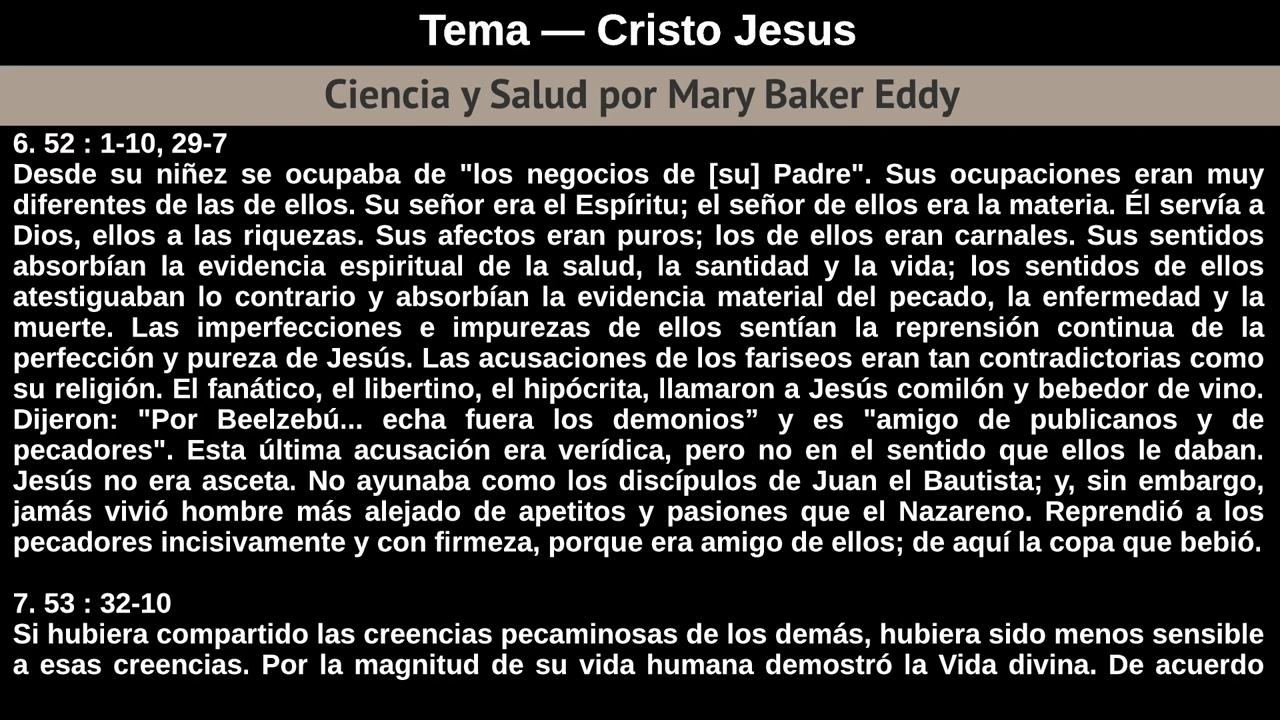 Tema — Cristo Jesus
Ciencia y Salud por Mary Baker Eddy
6. 52 : 1-10, 29-7
Desde su niñez se ocupaba de "los negocios de [su] Padre". Sus ocupaciones eran muy
diferentes de las de ellos. Su señor era el Espíritu; el señor de ellos era la materia. Él servía a
Dios, ellos a las riquezas. Sus afectos eran puros; los de ellos eran carnales. Sus sentidos
absorbían la evidencia espiritual de la salud, la santidad y la vida; los sentidos de ellos
atestiguaban lo contrario y absorbían la evidencia material del pecado, la enfermedad y la
muerte. Las imperfecciones e impurezas de ellos sentían la reprensión continua de la
perfección y pureza de Jesús. Las acusaciones de los fariseos eran tan contradictorias como
su religión. El fanático, el libertino, el hipócrita, llamaron a Jesús comilón y bebedor de vino.
Dijeron: "Por Beelzebú... echa fuera los demonios” y es "amigo de publicanos y de
pecadores". Esta última acusación era verídica, pero no en el sentido que ellos le daban.
Jesús no era asceta. No ayunaba como los discípulos de Juan el Bautista; y, sin embargo,
jamás vivió hombre más alejado de apetitos y pasiones que el Nazareno. Reprendió a los
pecadores incisivamente y con firmeza, porque era amigo de ellos; de aquí la copa que bebió.
7. 53 : 32-10
Si hubiera compartido las creencias pecaminosas de los demás, hubiera sido menos sensible
a esas creencias. Por la magnitud de su vida humana demostró la Vida divina. De acuerdo